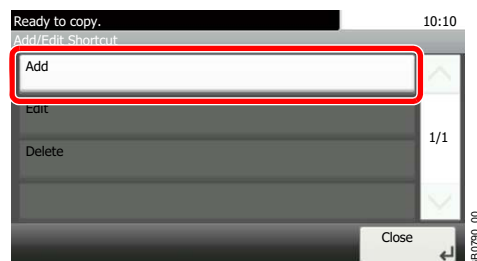 Ready to copy. 10:10
Add/Edit Shortcut
Add
Edit
1/1
Delete
Close